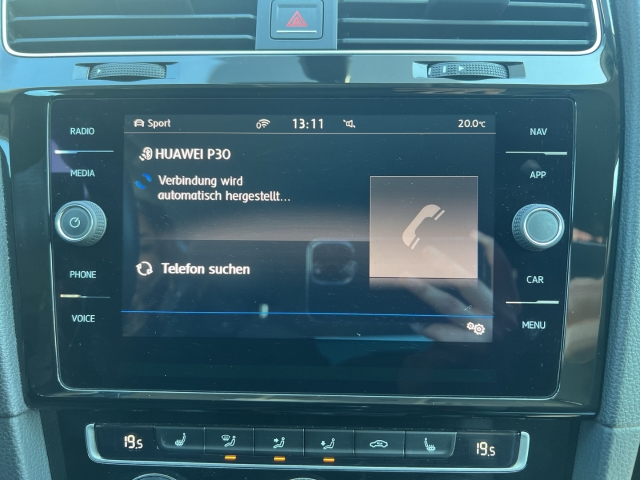 Sport 0 13:11 20.0°C
RADIO
NAV
HUAWEI P30
MEDIA
APP
Verbindung wird
automatisch hergestellt...
PHONE
CAR
Telefon suchen
VOICE
MENU
19.5
19.5